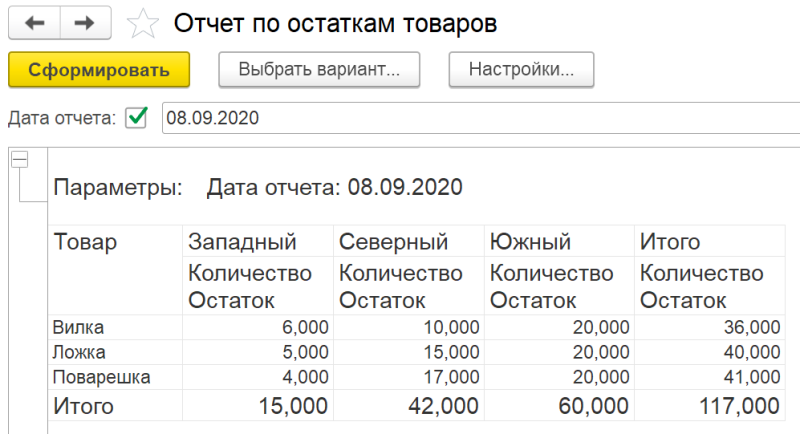 Отчет по остаткам товаров
Сформировать Выбрать вариант... Настройки...
Дата отчета: 08.09.2020
Параметры: Дата отчета: 08.09.2020
Товар Западный Северный Южный Итого
Количество Количество Количество Количество
Остаток Остаток Остаток Остаток
Вилка 6,000 10,000 20,000 36,000
Ложка 5,000 15,000 20,000 40,000
Поварешка 4,000 17,000 20,000 41,000
Итого 15,000 42,000 60,000 117,000